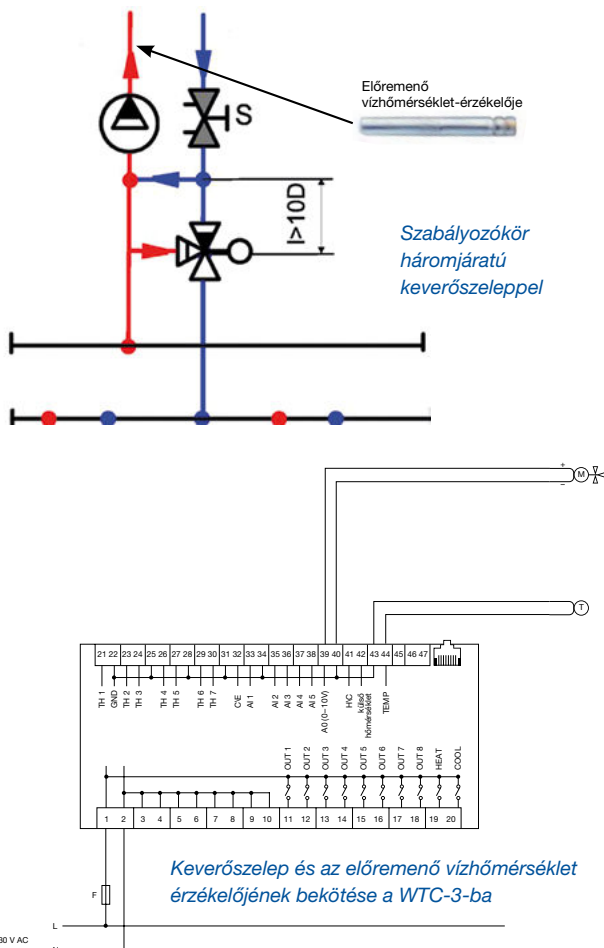 Előremenő
vízhőmérséklet-érzékelője
S
l>10D
Szabályozókör
háromjáratú
keverőszeleppel
+
M
–
T
21 22 23 24 25 26 27 28 29 30 31 32 33 34 35 36 37 38 39 40 41 42 43 44 45 46 47
TH 1
GND
TH 2
TH 3
TH 4
TH 5
TH 6
TH 7
C\E
AI 1
AI 2
AI 3
AI 4
AI 5
A0 (0–10V)
H\C
külső
hőmérséklet
TEMP
OUT 1
OUT 2
OUT 3
OUT 4
OUT 5
OUT 6
OUT 7
OUT 8
HEAT
COOL
1 2 3 4 5 6 7 8 9 10 11 12 13 14 15 16 17 18 19 20
Keverőszelep és az előremenő vízhőmérséklet
érzékelőjének bekötése a WTC-3-ba
F
L
30 V AC